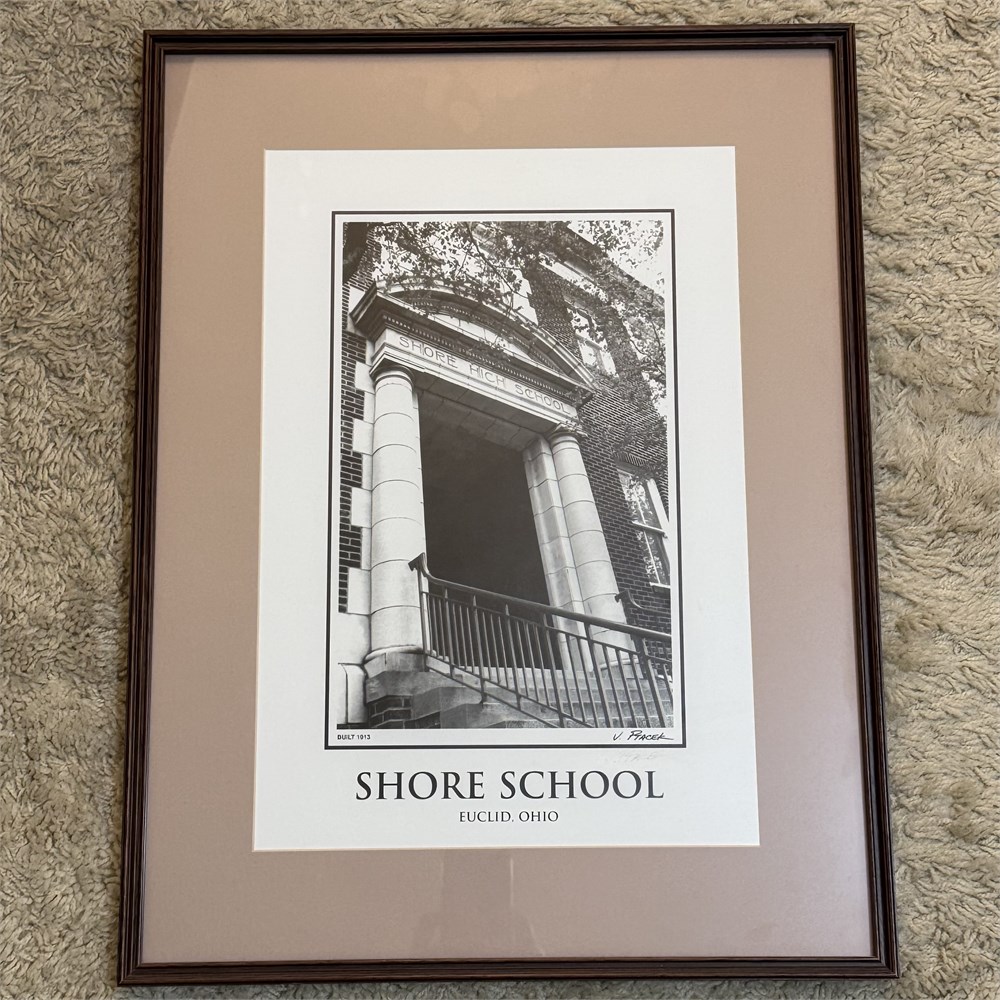 SHORE HIGH SCHOOL
BUILT 1913
J. PTACEK
SHORE SCHOOL
EUCLID, OHIO